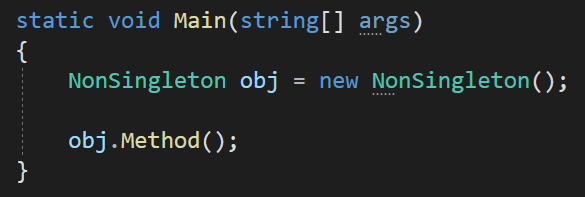 static void Main(string[] args)
{
NonSingleton obj = new NonSingleton();
obj.Method();
}